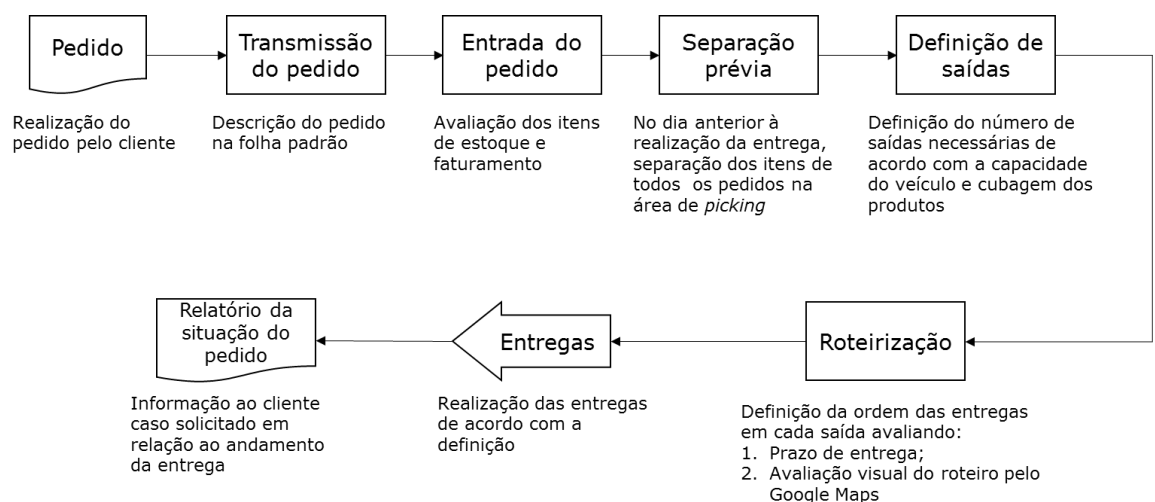 Pedido
Realização do
pedido pelo cliente
Transmissão
do pedido
Descrição do pedido
na folha padrão
Entrada do
pedido
Avaliação dos itens
de estoque e
faturamento
Separação
prévia
No dia anterior à
realização da entrega,
separação dos itens de
todos os pedidos na
área de picking
Definição de
saídas
Definição do número de
saídas necessárias de
acordo com a capacidade
do veículo e cubagem dos
produtos
Roteirização
Definição da ordem das entregas
em cada saída avaliando:
1. Prazo de entrega;
2. Avaliação visual do roteiro pelo
Google Maps
Entregas
Realização das entregas
de acordo com a
definição
Relatório da
situação do
pedido
Informação ao cliente
caso solicitado em
relação ao andamento
da entrega